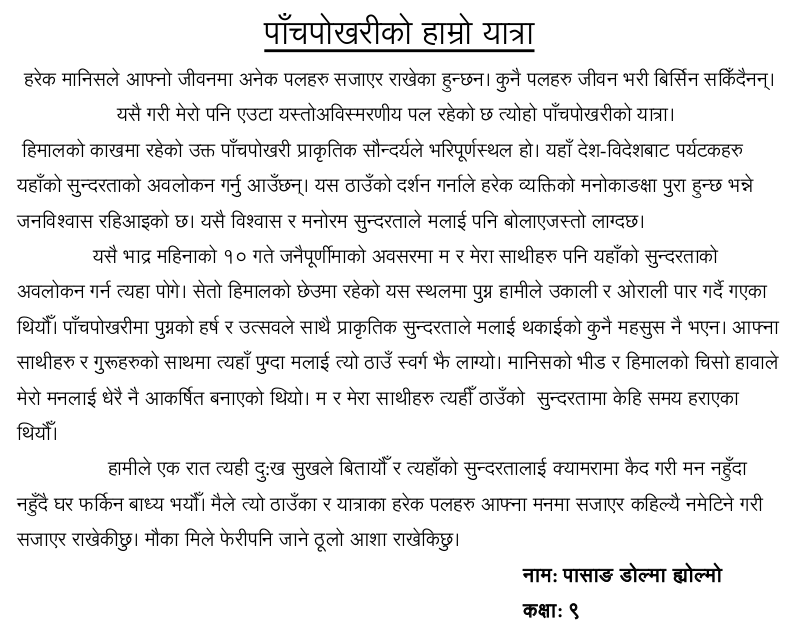 पाँचपोखरीको हाम्रो यात्रा
हरेक मानिसले आफ्नो जीवनमा अनेक पलहरु सजाएर राखेका हुन्छन। कुनै पलहरु जीवन भरी बिर्सिन सकिँदैनन्।
यसै गरी मेरो पनि एउटा यस्तोअविस्मरणीय पल रहेको छ त्योहो पाँचपोखरीको यात्रा।
हिमालको काखमा रहेको उक्त पाँचपोखरी प्राकृतिक सौन्दर्यले भरिपूर्णस्थल हो। यहाँ देश-विदेशबाट पर्यटकहरु
यहाँको सुन्दरताको अवलोकन गर्नु आउँछन्। यस ठाउँको दर्शन गर्नाले हरेक व्यक्तिको मनोकाङक्षा पुरा हुन्छ भन्ने
जनविश्वास रहिआइको छ। यसै विश्वास र मनोरम सुन्दरताले मलाई पनि बोलाएजस्तो लाग्दछ।
यसै भाद्र महिनाको १० गते जनैपूर्णीमाको अवसरमा म र मेरा साथीहरु पनि यहाँको सुन्दरताको
अवलोकन गर्न त्यहा पोगे। सेतो हिमालको छेउमा रहेको यस स्थलमा पुग्न हामीले उकाली र ओराली पार गर्दै गएका
थियौँ। पाँचपोखरीमा पुग्नको हर्ष र उत्सवले साथै प्राकृतिक सुन्दरताले मलाई थकाईको कुनै महसुस नै भएन। आफ्ना
साथीहरु र गुरूहरुको साथमा त्यहाँ पुग्दा मलाई त्यो ठाउँ स्वर्ग झै लाग्यो। मानिसको भीड र हिमालको चिसो हावाले
मेरो मनलाई धेरै नै आकर्षित बनाएको थियो। म र मेरा साथीहरु त्यहीँ ठाउँको सुन्दरतामा केहि समय हराएका
थियौँ।
हामीले एक रात त्यही दुःख सुखले बितायौँ र त्यहाँको सुन्दरतालाई क्यामरामा कैद गरी मन नहुँदा
नहुँदै घर फर्किन बाध्य भयौँ। मैले त्यो ठाउँका र यात्राका हरेक पलहरु आफ्ना मनमा सजाएर कहिल्यै नमेटिने गरी
सजाएर राखेकीछु। मौका मिले फेरीपनि जाने ठूलो आशा राखेकिछु।
नाम: पासाङ डोल्मा ह्योल्मो
कक्षा: ९